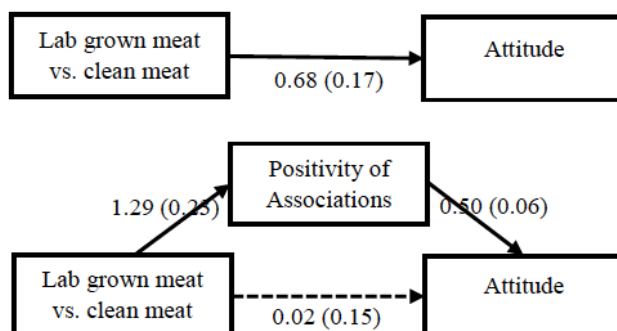 Lab grown meat
vs. clean meat
Attitude
0.68 (0.17)
Positivity of
Associations
1.29 (0.23)
0.50 (0.06)
Lab grown meat
vs. clean meat
Attitude
0.02 (0.15)